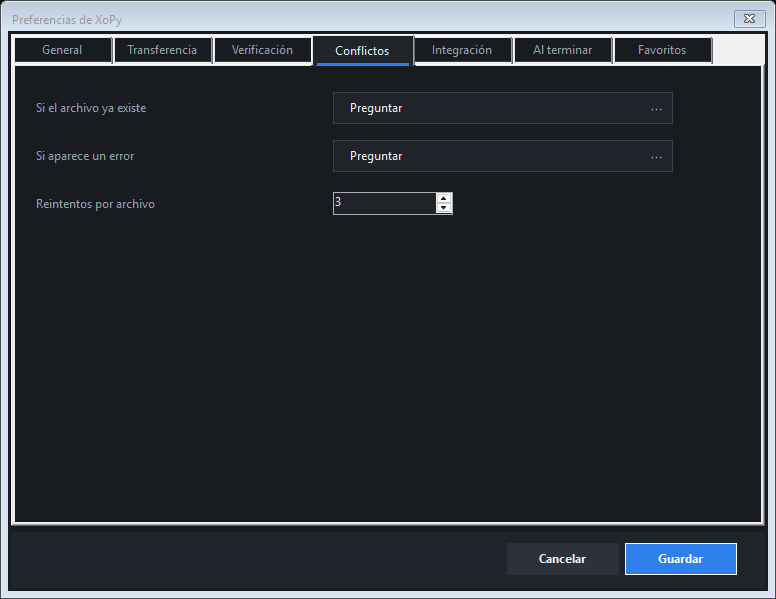 Preferencias de XoPy
General Transferencia Verificación Conflictos Integración Al terminar Favoritos
Si el archivo ya existe Preguntar ...
Si aparece un error Preguntar ...
Reintentos por archivo 3
Cancelar Guardar